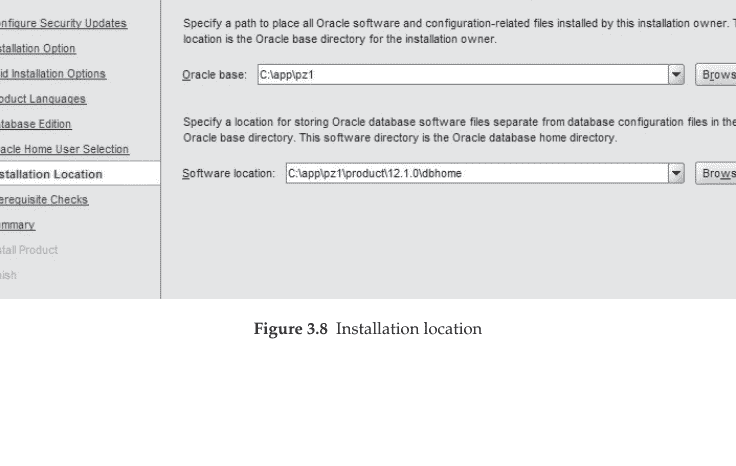 nfigure Security Updates
stallation Option
id Installation Options
oduct Languages
tabase Edition
acle Home User Selection
stallation Location
erequisite Checks
mmary
stall Product
ish
Specify a path to place all Oracle software and configuration-related files installed by this installation owner.
location is the Oracle base directory for the installation owner.
Oracle base: C:\app\pz1 Brows
Specify a location for storing Oracle database software files separate from database configuration files in the
Oracle base directory. This software directory is the Oracle database home directory.
Software location: C:\app\pz1\product\12.1.0\dbhome Brows
Figure 3.8 Installation location